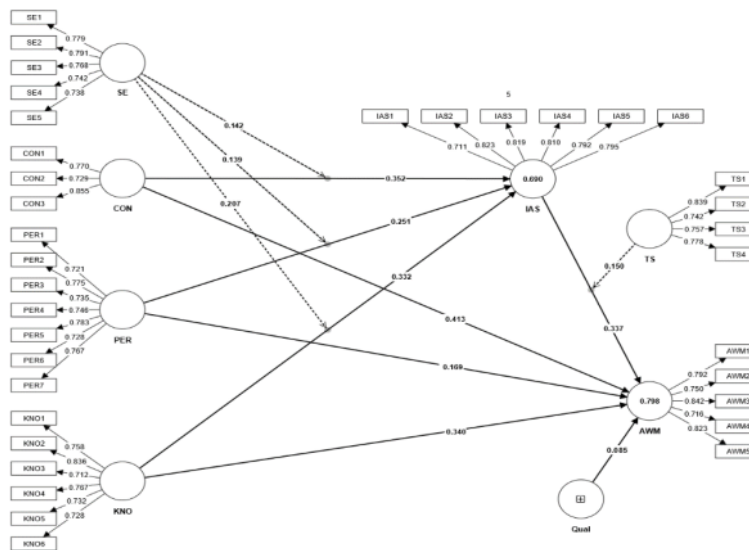 SE1
SE2
SE3
SE4
SE5
0.779
0.791
0.768
0.742
0.738
SE
CON1
CON2
CON3
0.770
0.729
0.855
CON
PER1
PER2
PER3
PER4
PER5
PER6
PER7
0.721
0.775
0.735
0.746
0.783
0.728
0.767
PER
KNO1
KNO2
KNO3
KNO4
KNO5
KNO6
0.758
0.836
0.712
0.767
0.732
0.728
KNO
0.142
0.139
0.207
0.352
0.251
0.332
0.413
0.169
0.340
5
IAS1
IAS2
IAS3
IAS4
IAS5
IAS6
0.711
0.823
0.819
0.810
0.792
0.795
0.690
IAS
TS1
TS2
TS3
TS4
0.839
0.742
0.757
0.778
TS
0.150
0.337
AWM1
AWM2
AWM3
AWM4
AWM5
0.792
0.750
0.842
0.716
0.823
0.798
AWM
0.085
Qual